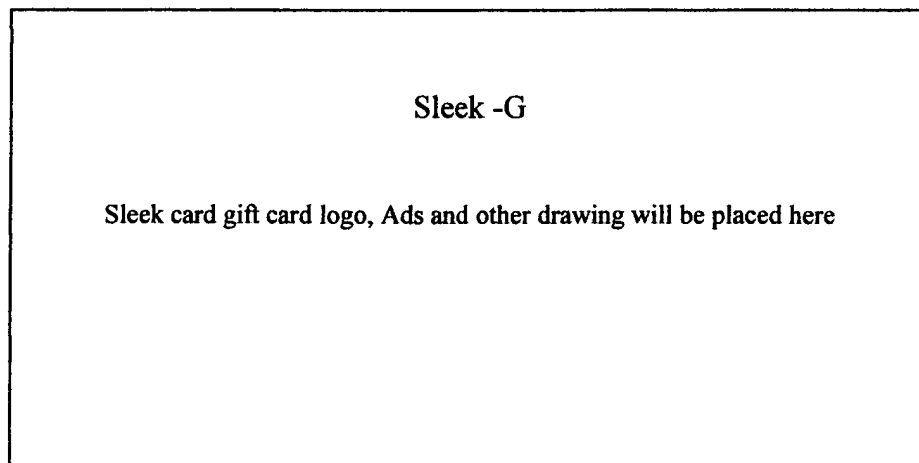 Sleek -G
Sleek card gift card logo, Ads and other drawing will be placed here